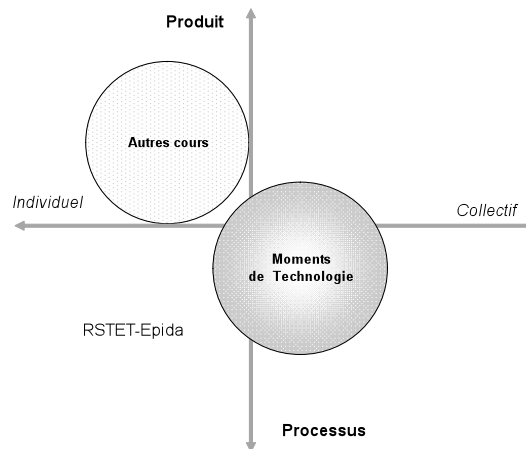 Produit
Autres cours
Individuel
Collectif
Moments
de Technologie
RSTET-Epida
Processus